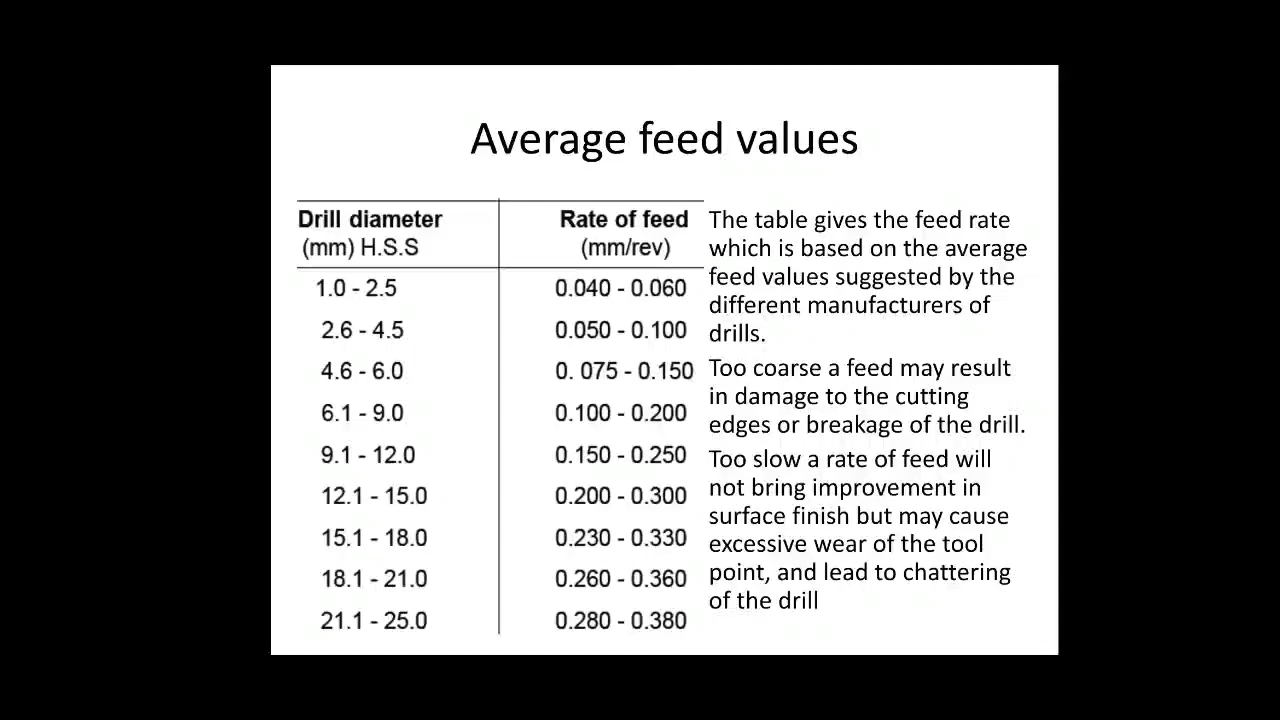 Average feed values
Drill diameter Rate of feed
(mm) H.S.S (mm/rev)
1.0 - 2.5 0.040 - 0.060
2.6 - 4.5 0.050 - 0.100
4.6 - 6.0 0. 075 - 0.150
6.1 - 9.0 0.100 - 0.200
9.1 - 12.0 0.150 - 0.250
12.1 - 15.0 0.200 - 0.300
15.1 - 18.0 0.230 - 0.330
18.1 - 21.0 0.260 - 0.360
21.1 - 25.0 0.280 - 0.380
The table gives the feed rate
which is based on the average
feed values suggested by the
different manufacturers of
drills.
Too coarse a feed may result
in damage to the cutting
edges or breakage of the drill.
Too slow a rate of feed will
not bring improvement in
surface finish but may cause
excessive wear of the tool
point, and lead to chattering
of the drill